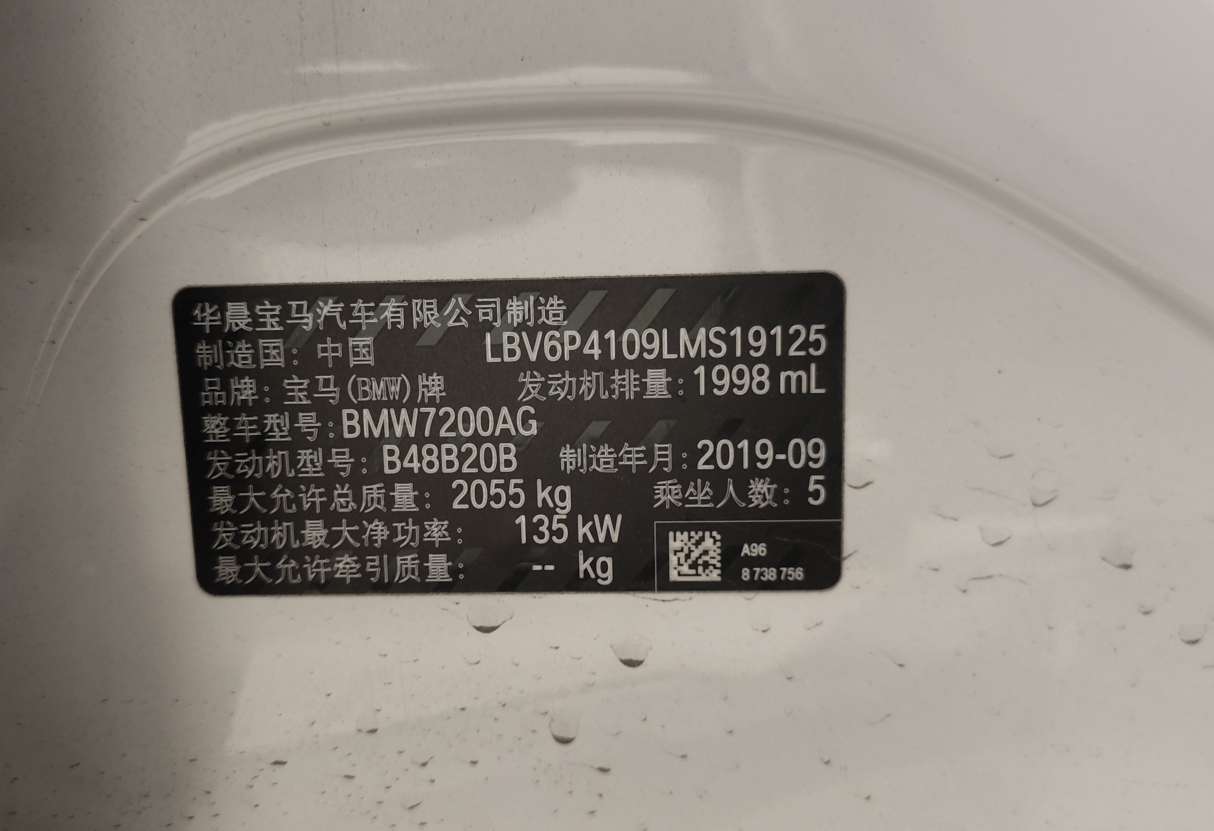 华晨宝马汽车有限公司制造
制造国：中国 LBV6P4109LMS19125
品牌：宝马(BMW)牌 发动机排量：1998 mL
整车型号：BMW7200AG
发动机型号：B48B20B 制造年月：2019-09
最大允许总质量：2055 kg 乘坐人数：5
发动机最大净功率：135 kW
最大允许牵引质量：-- kg
A96
8 738 756